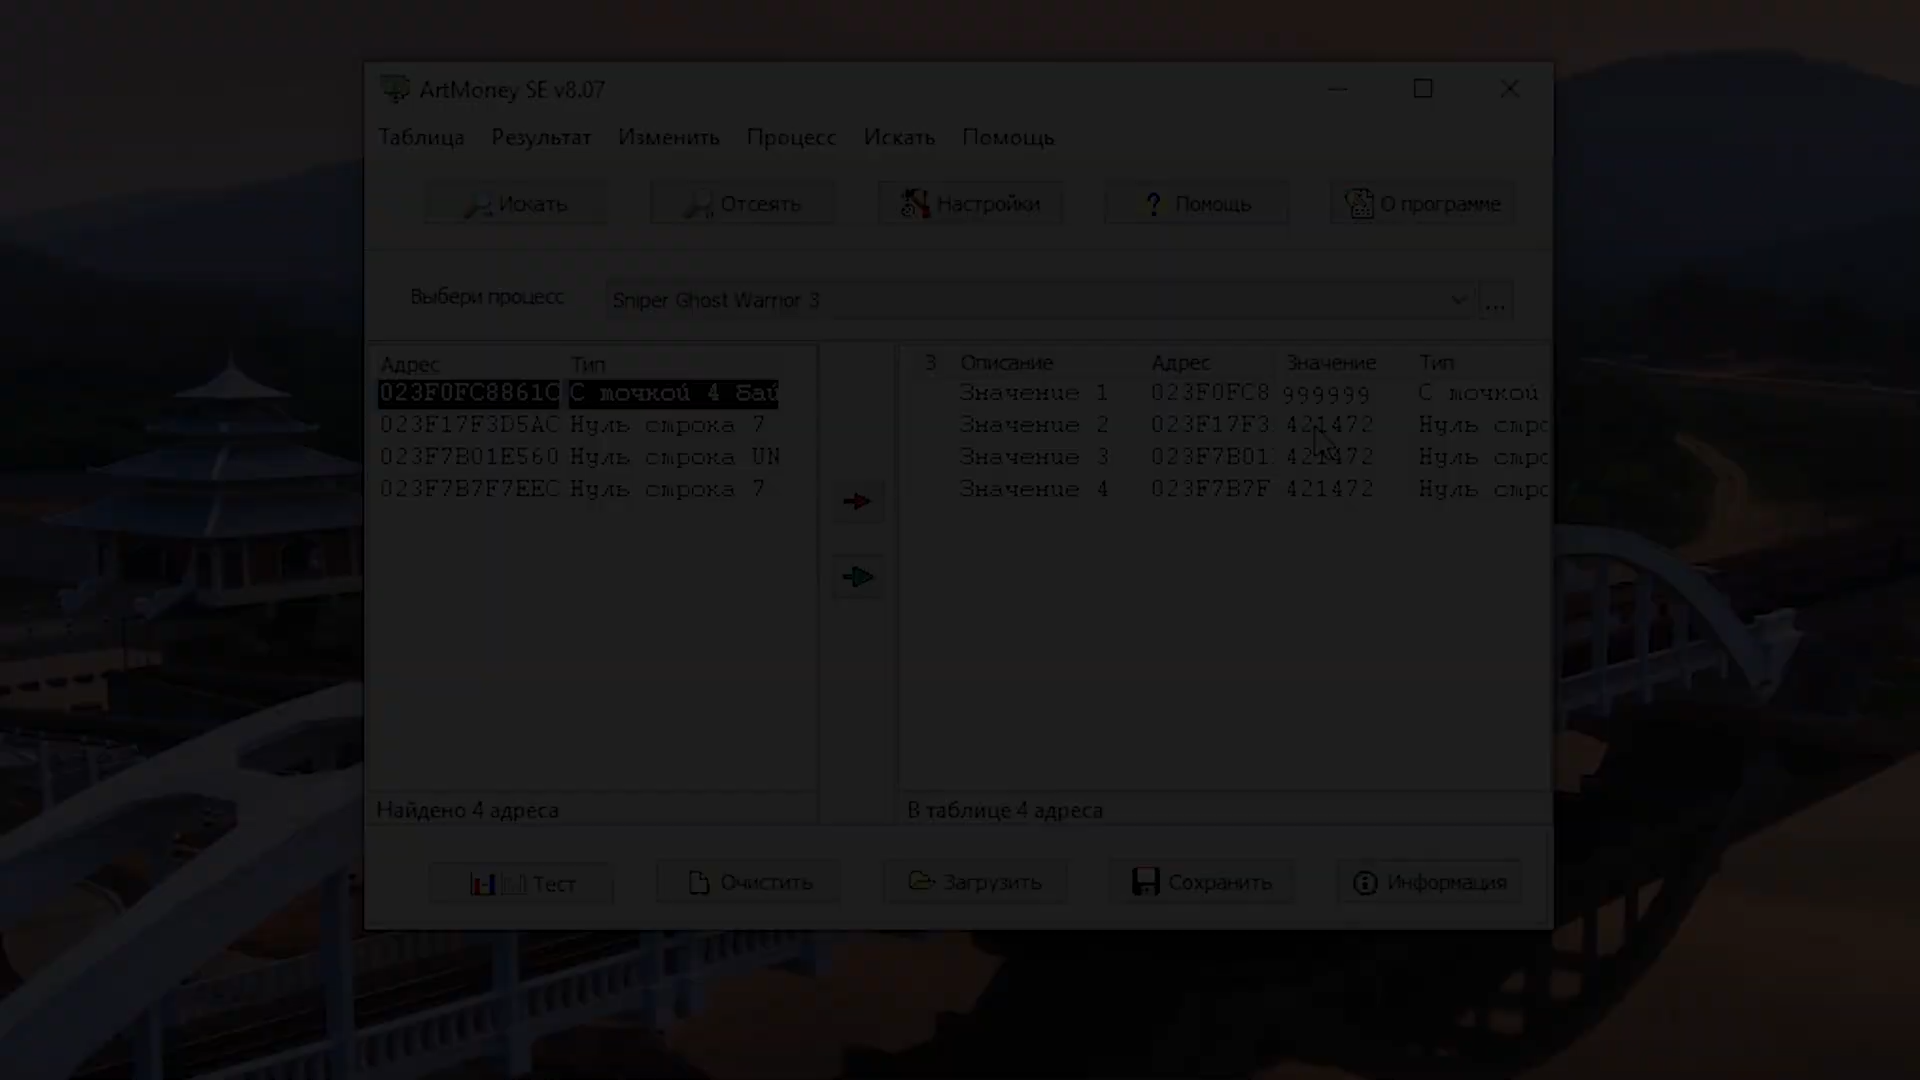 ArtMoney SE v8.07
Таблица Результат Изменить Процесс Искать Помощь
Искать Отсеять Настройки ? Помощь О программе
Выбери процесс Sniper Ghost Warrior 3 ...
Адрес Тип
023F0FC8861C С точкой 4 бай
023F17F3D5AC Нуль строка 7
023F7B01E560 Нуль строка UN
023F7B7F7EEC Нуль строка 7
Найдено 4 адреса
З Описание Адрес Значение Тип
Значение 1 023F0FC8 999999 С точкой
Значение 2 023F17F3 421472 Нуль стро
Значение 3 023F7B01 421472 Нуль стро
Значение 4 023F7B7F 421472 Нуль стро
В таблице 4 адреса
Тест Очистить Загрузить Сохранить Информация